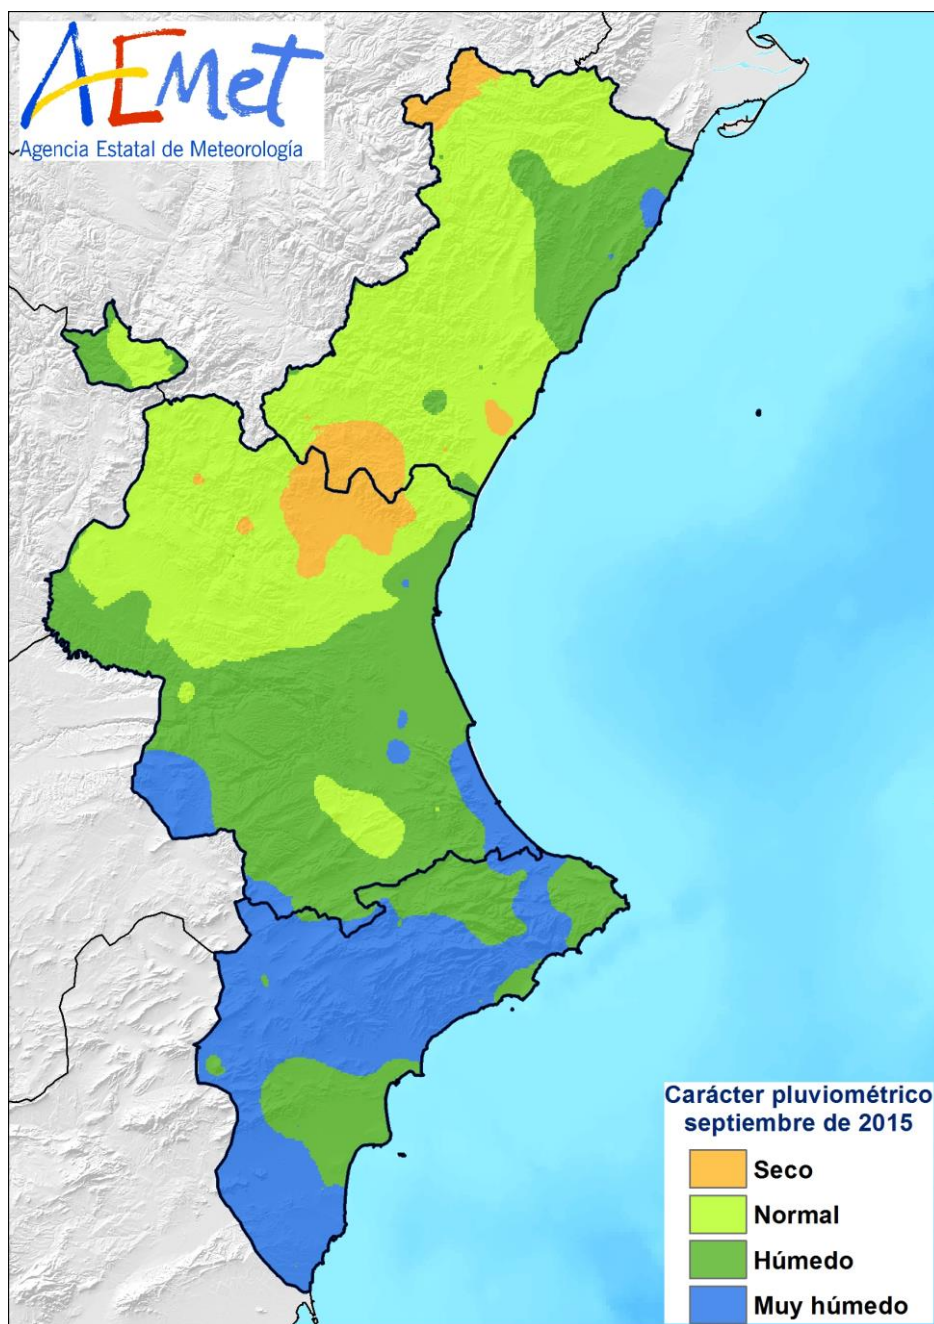 AEMet
Agencia Estatal de Meteorología
Carácter pluviométrico
septiembre de 2015
Seco
Normal
Húmedo
Muy húmedo